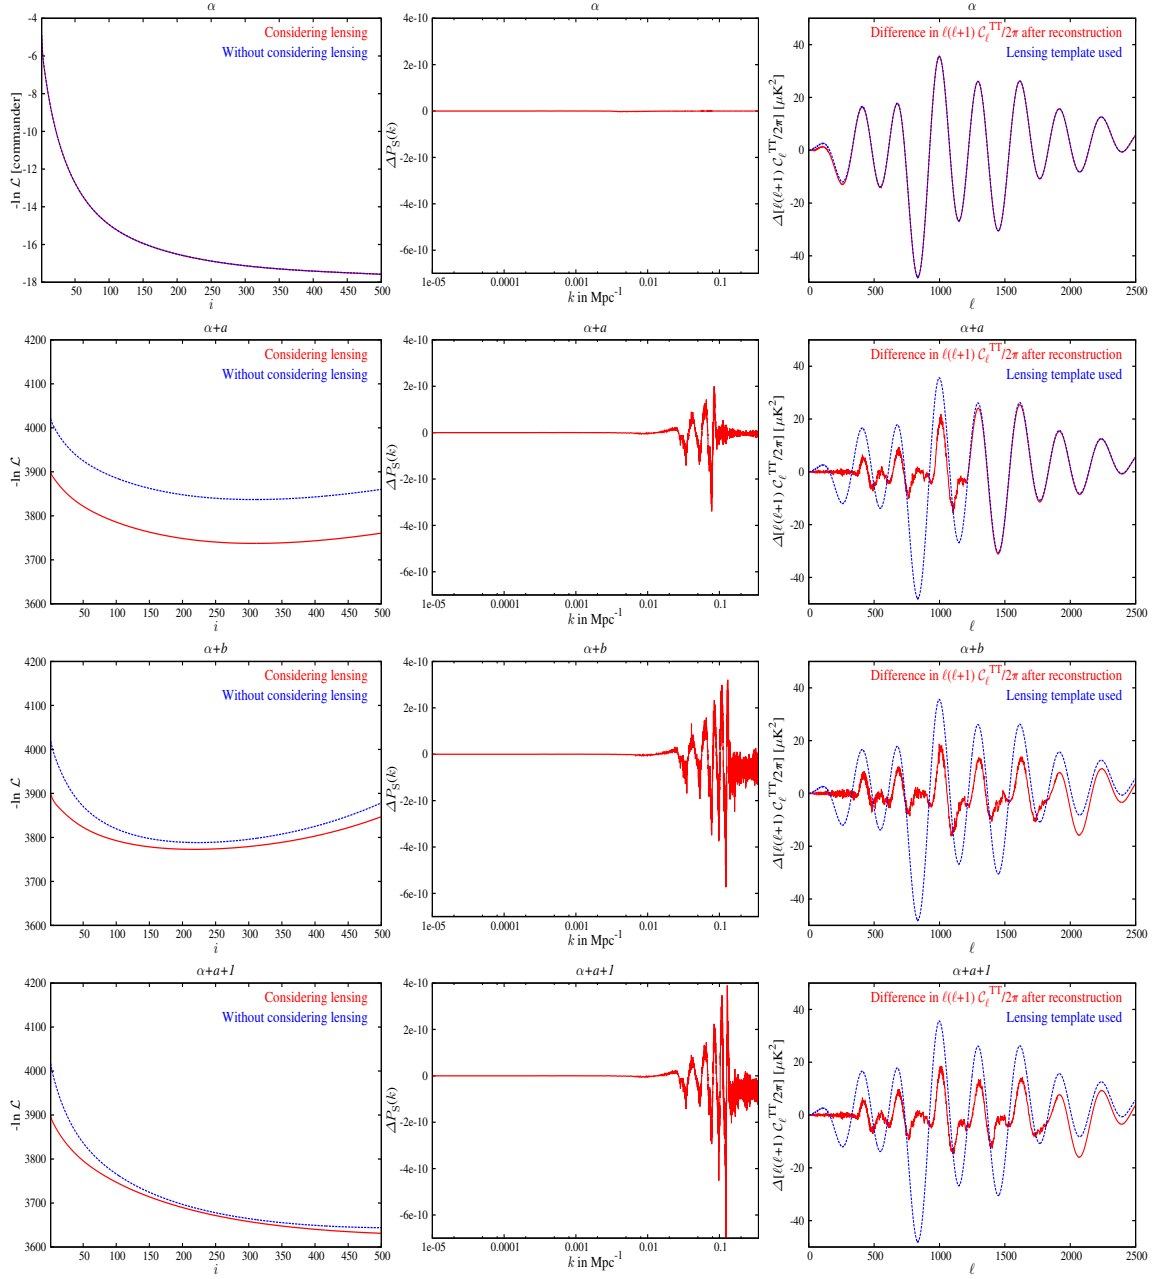 α
-4
-6
-8
-10
-12
-14
-16
-18
-ln ℒ [commander]
Considering lensing
Without considering lensing
50 100 150 200 250 300 350 400 450 500
i
α
4e-10
2e-10
0
-2e-10
-4e-10
-6e-10
ΔP_S(k)
1e-05 0.0001 0.001 0.01 0.1
k in Mpc⁻¹
α
40
20
0
-20
-40
Δ[ℓ(ℓ+1) C_ℓ^TT/2π] [μK²]
Difference in ℓ(ℓ+1) C_ℓ^TT/2π after reconstruction
Lensing template used
0 500 1000 1500 2000 2500
ℓ
α+a
4200
4100
4000
3900
3800
3700
3600
-ln ℒ
Considering lensing
Without considering lensing
50 100 150 200 250 300 350 400 450 500
i
α+a
4e-10
2e-10
0
-2e-10
-4e-10
-6e-10
ΔP_S(k)
1e-05 0.0001 0.001 0.01 0.1
k in Mpc⁻¹
α+a
40
20
0
-20
-40
Δ[ℓ(ℓ+1) C_ℓ^TT/2π] [μK²]
Difference in ℓ(ℓ+1) C_ℓ^TT/2π after reconstruction
Lensing template used
0 500 1000 1500 2000 2500
ℓ
α+b
4200
4100
4000
3900
3800
3700
3600
-ln ℒ
Considering lensing
Without considering lensing
50 100 150 200 250 300 350 400 450 500
i
α+b
4e-10
2e-10
0
-2e-10
-4e-10
-6e-10
ΔP_S(k)
1e-05 0.0001 0.001 0.01 0.1
k in Mpc⁻¹
α+b
40
20
0
-20
-40
Δ[ℓ(ℓ+1) C_ℓ^TT/2π] [μK²]
Difference in ℓ(ℓ+1) C_ℓ^TT/2π after reconstruction
Lensing template used
0 500 1000 1500 2000 2500
ℓ
α+a+1
4200
4100
4000
3900
3800
3700
3600
-ln ℒ
Considering lensing
Without considering lensing
50 100 150 200 250 300 350 400 450 500
i
α+a+1
4e-10
2e-10
0
-2e-10
-4e-10
-6e-10
ΔP_S(k)
1e-05 0.0001 0.001 0.01 0.1
k in Mpc⁻¹
α+a+1
40
20
0
-20
-40
Δ[ℓ(ℓ+1) C_ℓ^TT/2π] [μK²]
Difference in ℓ(ℓ+1) C_ℓ^TT/2π after reconstruction
Lensing template used
0 500 1000 1500 2000 2500
ℓ